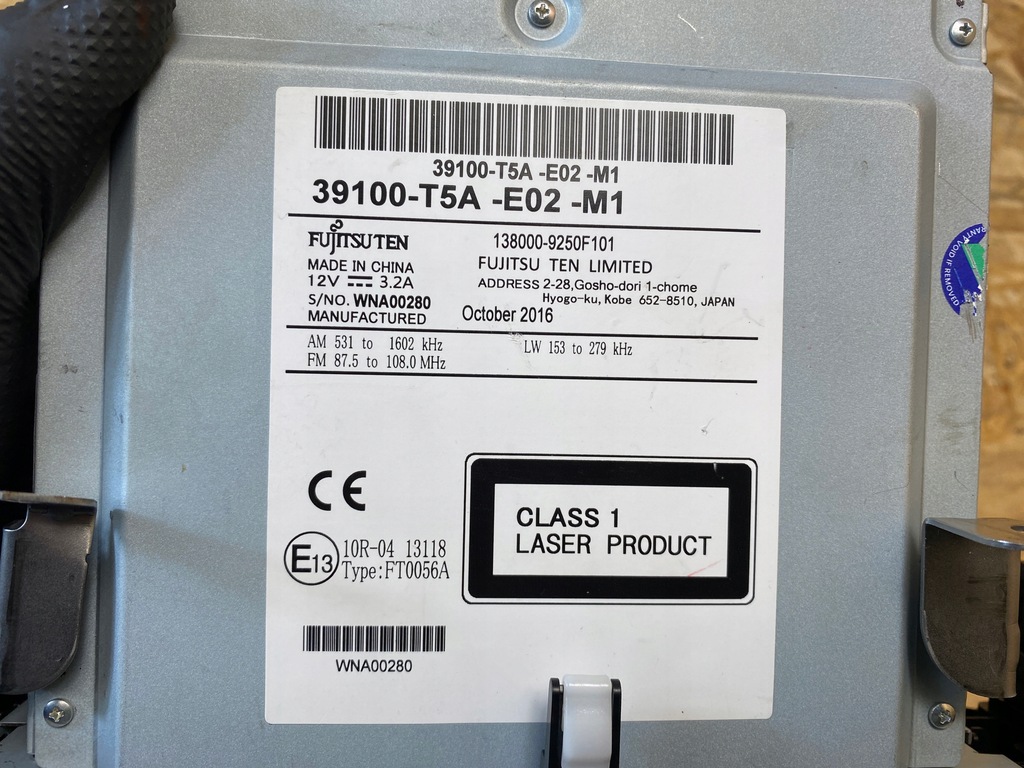 39100-T5A -E02 -M1
39100-T5A -E02 -M1
FUJITSU TEN
138000-9250F101
MADE IN CHINA
FUJITSU TEN LIMITED
12V 3.2A
ADDRESS 2-28,Gosho-dori 1-chome
S/NO. WNA00280
Hyogo-ku, Kobe 652-8510, JAPAN
MANUFACTURED
October 2016
AM 531 to 1602 kHz
LW 153 to 279 kHz
FM 87.5 to 108.0 MHz
CE
CLASS 1
LASER PRODUCT
E13
10R-04 13118
Type:FT0056A
WNA00280
VOID IF REMOVED